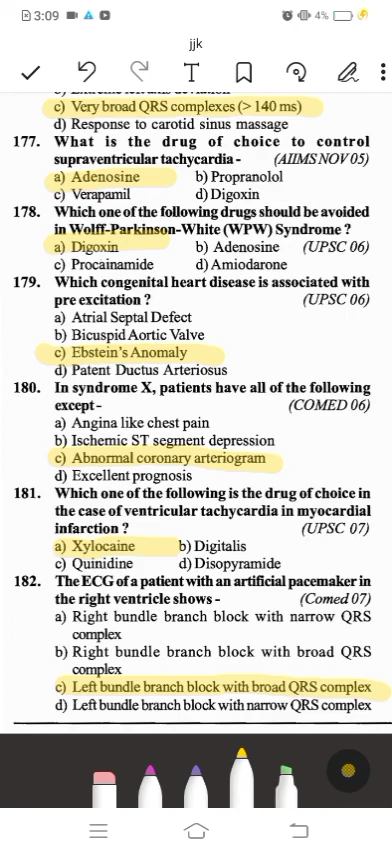 3:09
4%
jjk
T
c) Very broad QRS complexes (> 140 ms)
d) Response to carotid sinus massage
177. What is the drug of choice to control
supraventricular tachycardia - (AIIMS NOV 05)
a) Adenosine b) Propranolol
c) Verapamil d) Digoxin
178. Which one of the following drugs should be avoided
in Wolff-Parkinson-White (WPW) Syndrome ?
a) Digoxin b) Adenosine (UPSC 06)
c) Procainamide d) Amiodarone
179. Which congenital heart disease is associated with
pre excitation ? (UPSC 06)
a) Atrial Septal Defect
b) Bicuspid Aortic Valve
c) Ebstein's Anomaly
d) Patent Ductus Arteriosus
180. In syndrome X, patients have all of the following
except - (COMED 06)
a) Angina like chest pain
b) Ischemic ST segment depression
c) Abnormal coronary arteriogram
d) Excellent prognosis
181. Which one of the following is the drug of choice in
the case of ventricular tachycardia in myocardial
infarction ? (UPSC 07)
a) Xylocaine b) Digitalis
c) Quinidine d) Disopyramide
182. The ECG of a patient with an artificial pacemaker in
the right ventricle shows - (Comed 07)
a) Right bundle branch block with narrow QRS
complex
b) Right bundle branch block with broad QRS
complex
c) Left bundle branch block with broad QRS complex
d) Left bundle branch block with narrow QRS complex